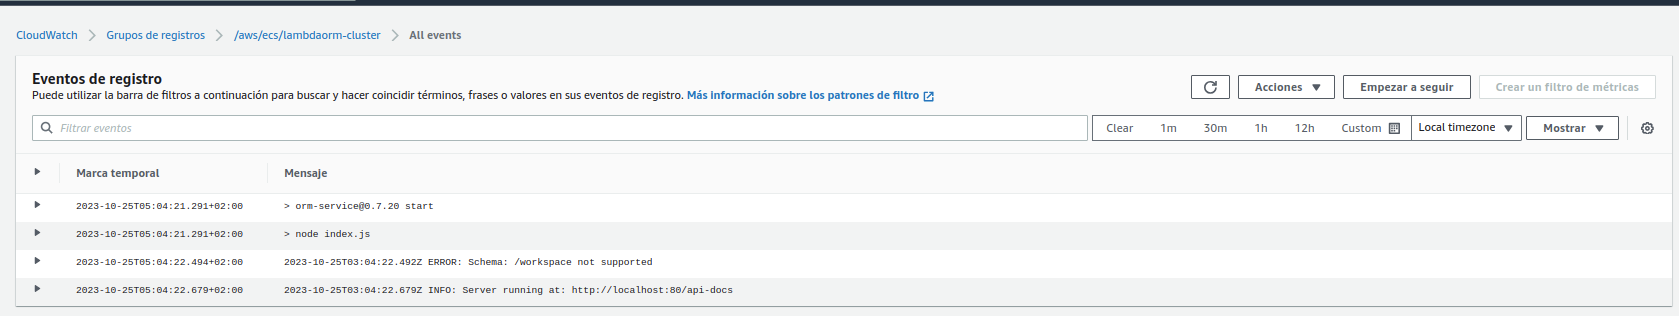 CloudWatch > Grupos de registros > /aws/ecs/lambdaorm-cluster > All events
Eventos de registro
Puede utilizar la barra de filtros a continuación para buscar y hacer coincidir términos, frases o valores en sus eventos de registro. Más información sobre los patrones de filtro
Acciones Empezar a seguir Crear un filtro de métricas
Filtrar eventos Clear 1m 30m 1h 12h Custom Local timezone Mostrar
Marca temporal Mensaje
2023-10-25T05:04:21.291+02:00 > orm-service@0.7.20 start
2023-10-25T05:04:21.291+02:00 > node index.js
2023-10-25T05:04:22.494+02:00 2023-10-25T03:04:22.492Z ERROR: Schema: /workspace not supported
2023-10-25T05:04:22.679+02:00 2023-10-25T03:04:22.679Z INFO: Server running at: http://localhost:80/api-docs